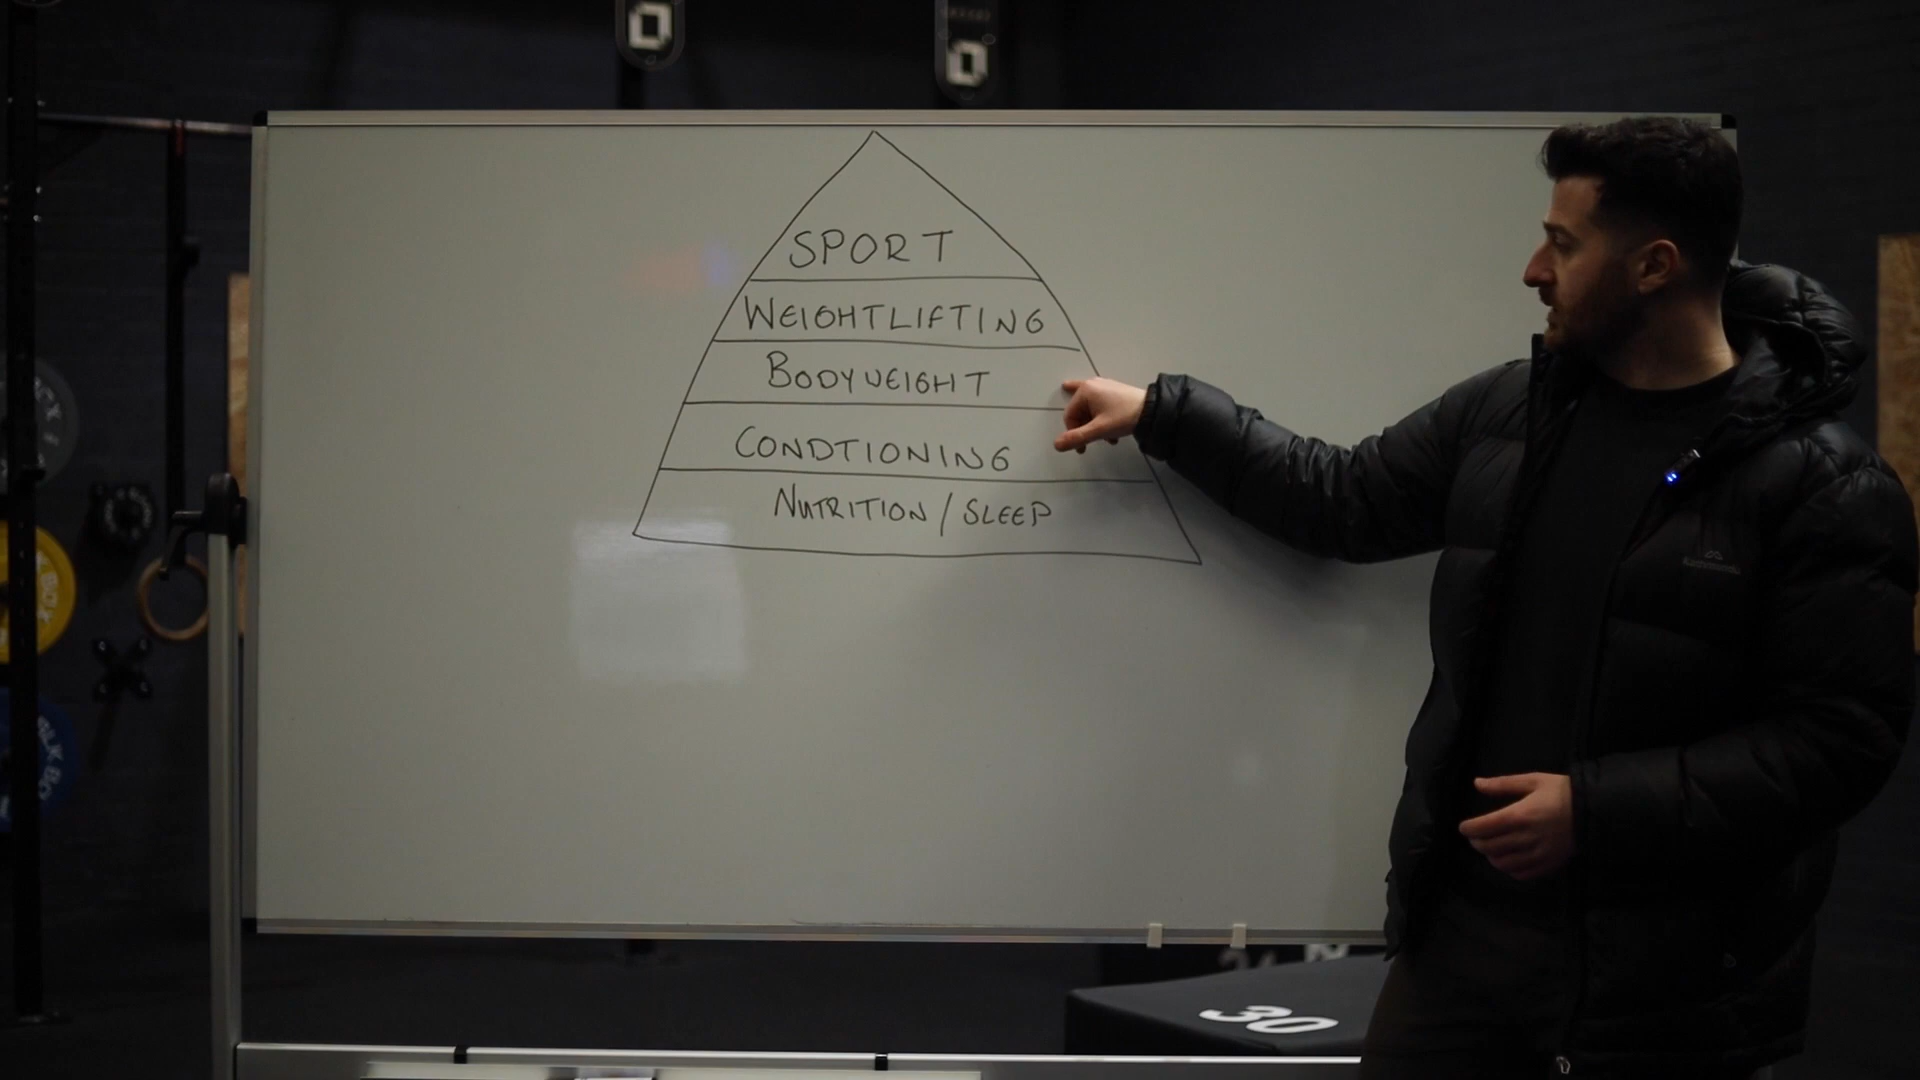 SPORT
WEIGHTLIFTING
BODYWEIGHT
CONDTIONING
NUTRITION / SLEEP
30